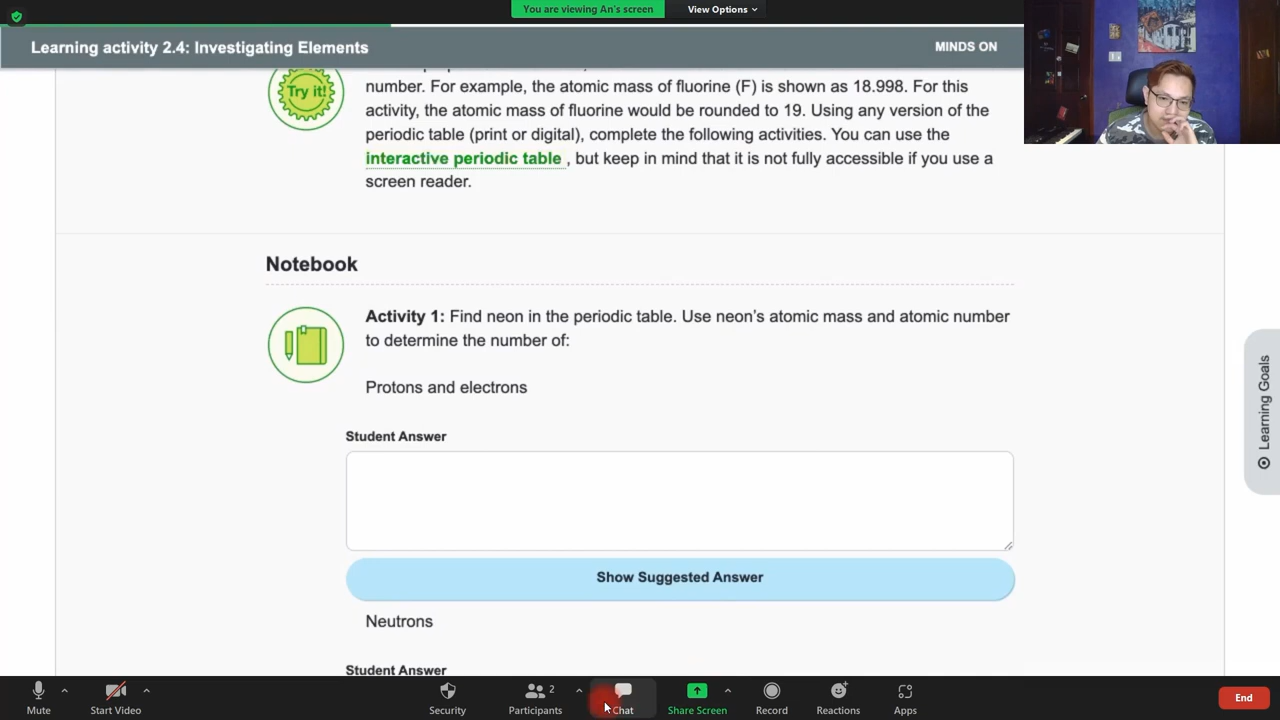 You are viewing An's screen
View Options
Learning activity 2.4: Investigating Elements
MINDS ON
Try it!
number. For example, the atomic mass of fluorine (F) is shown as 18.998. For this
activity, the atomic mass of fluorine would be rounded to 19. Using any version of the
periodic table (print or digital), complete the following activities. You can use the
interactive periodic table , but keep in mind that it is not fully accessible if you use a
screen reader.
Notebook
Activity 1: Find neon in the periodic table. Use neon's atomic mass and atomic number
to determine the number of:
Protons and electrons
Student Answer
Show Suggested Answer
Neutrons
Student Answer
Learning Goals
Mute
Start Video
Security
2
Participants
Chat
Share Screen
Record
Reactions
Apps
End